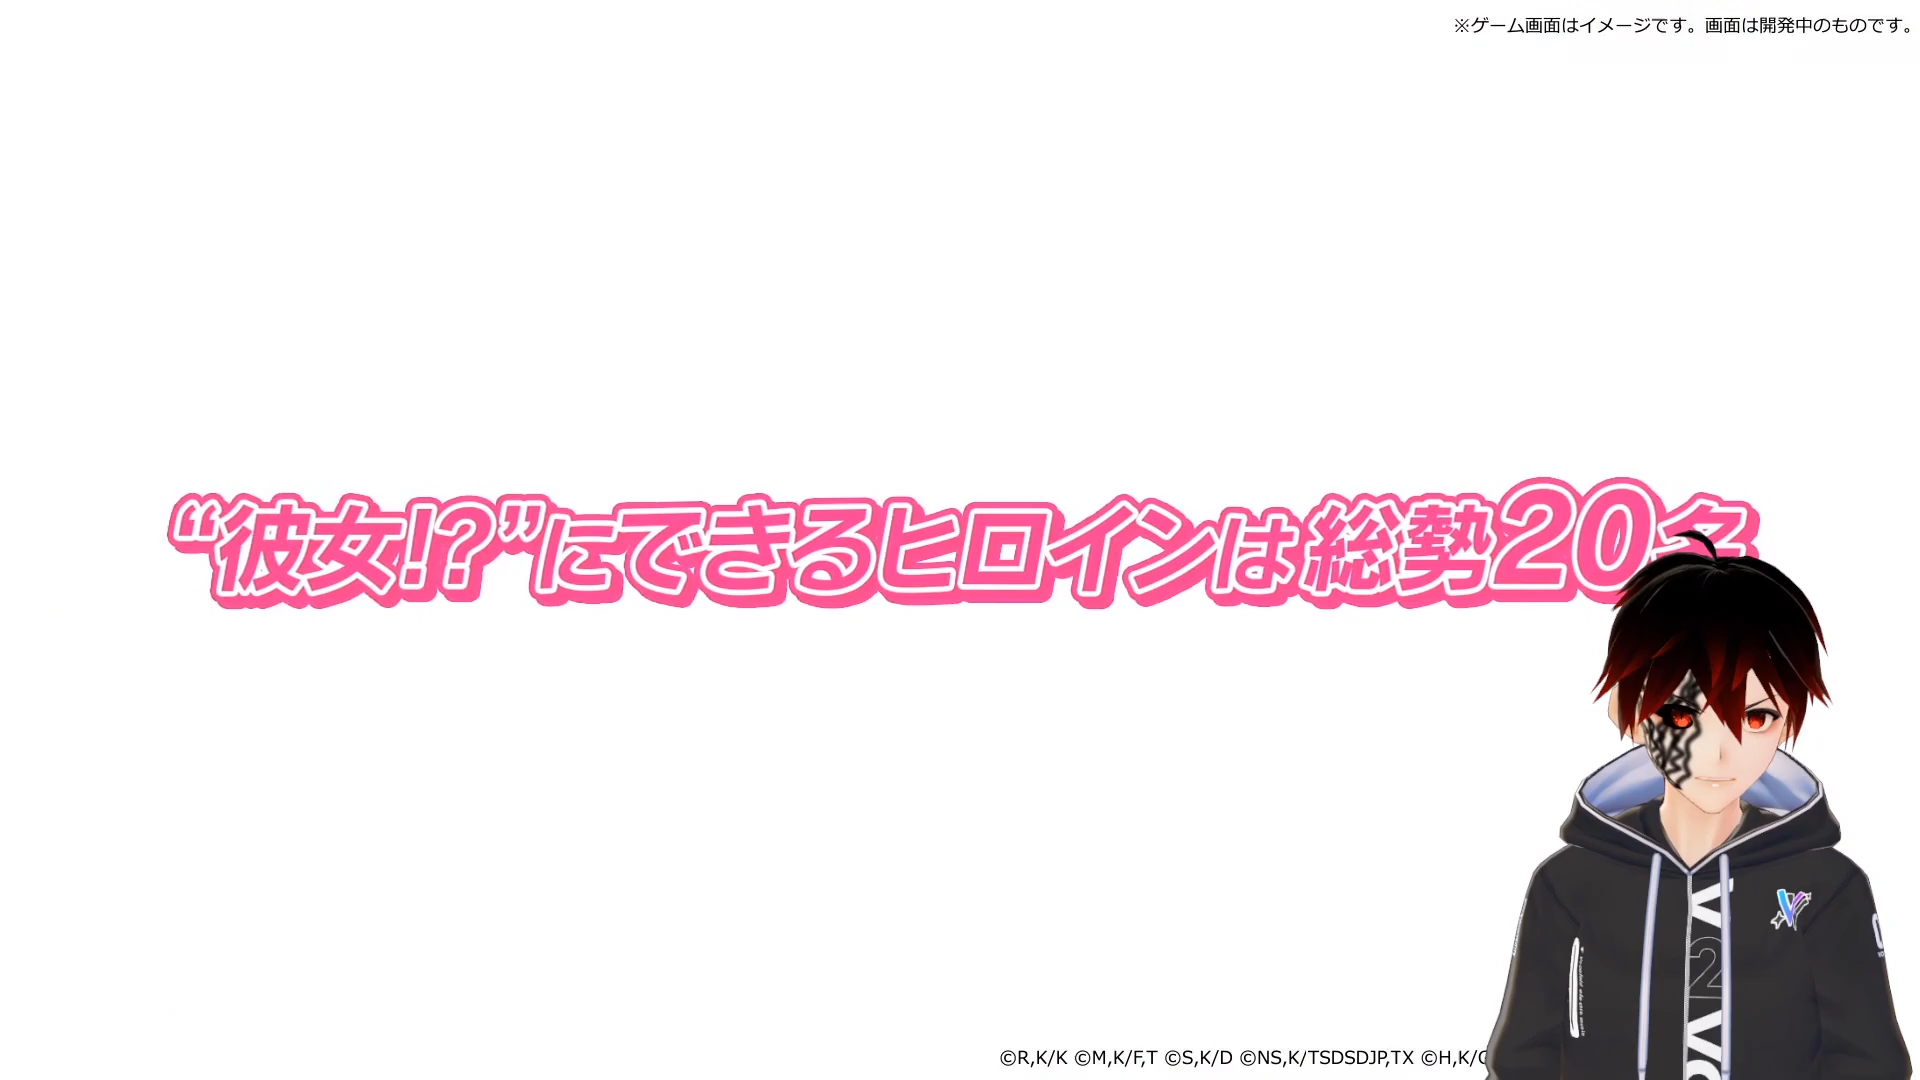 ※ゲーム画面はイメージです。画面は開発中のものです。
“彼女!?”にできるヒロインは総勢20名
©R,K/K ©M,K/F,T ©S,K/D ©NS,K/TSDSDJP,TX ©H,K/
V2